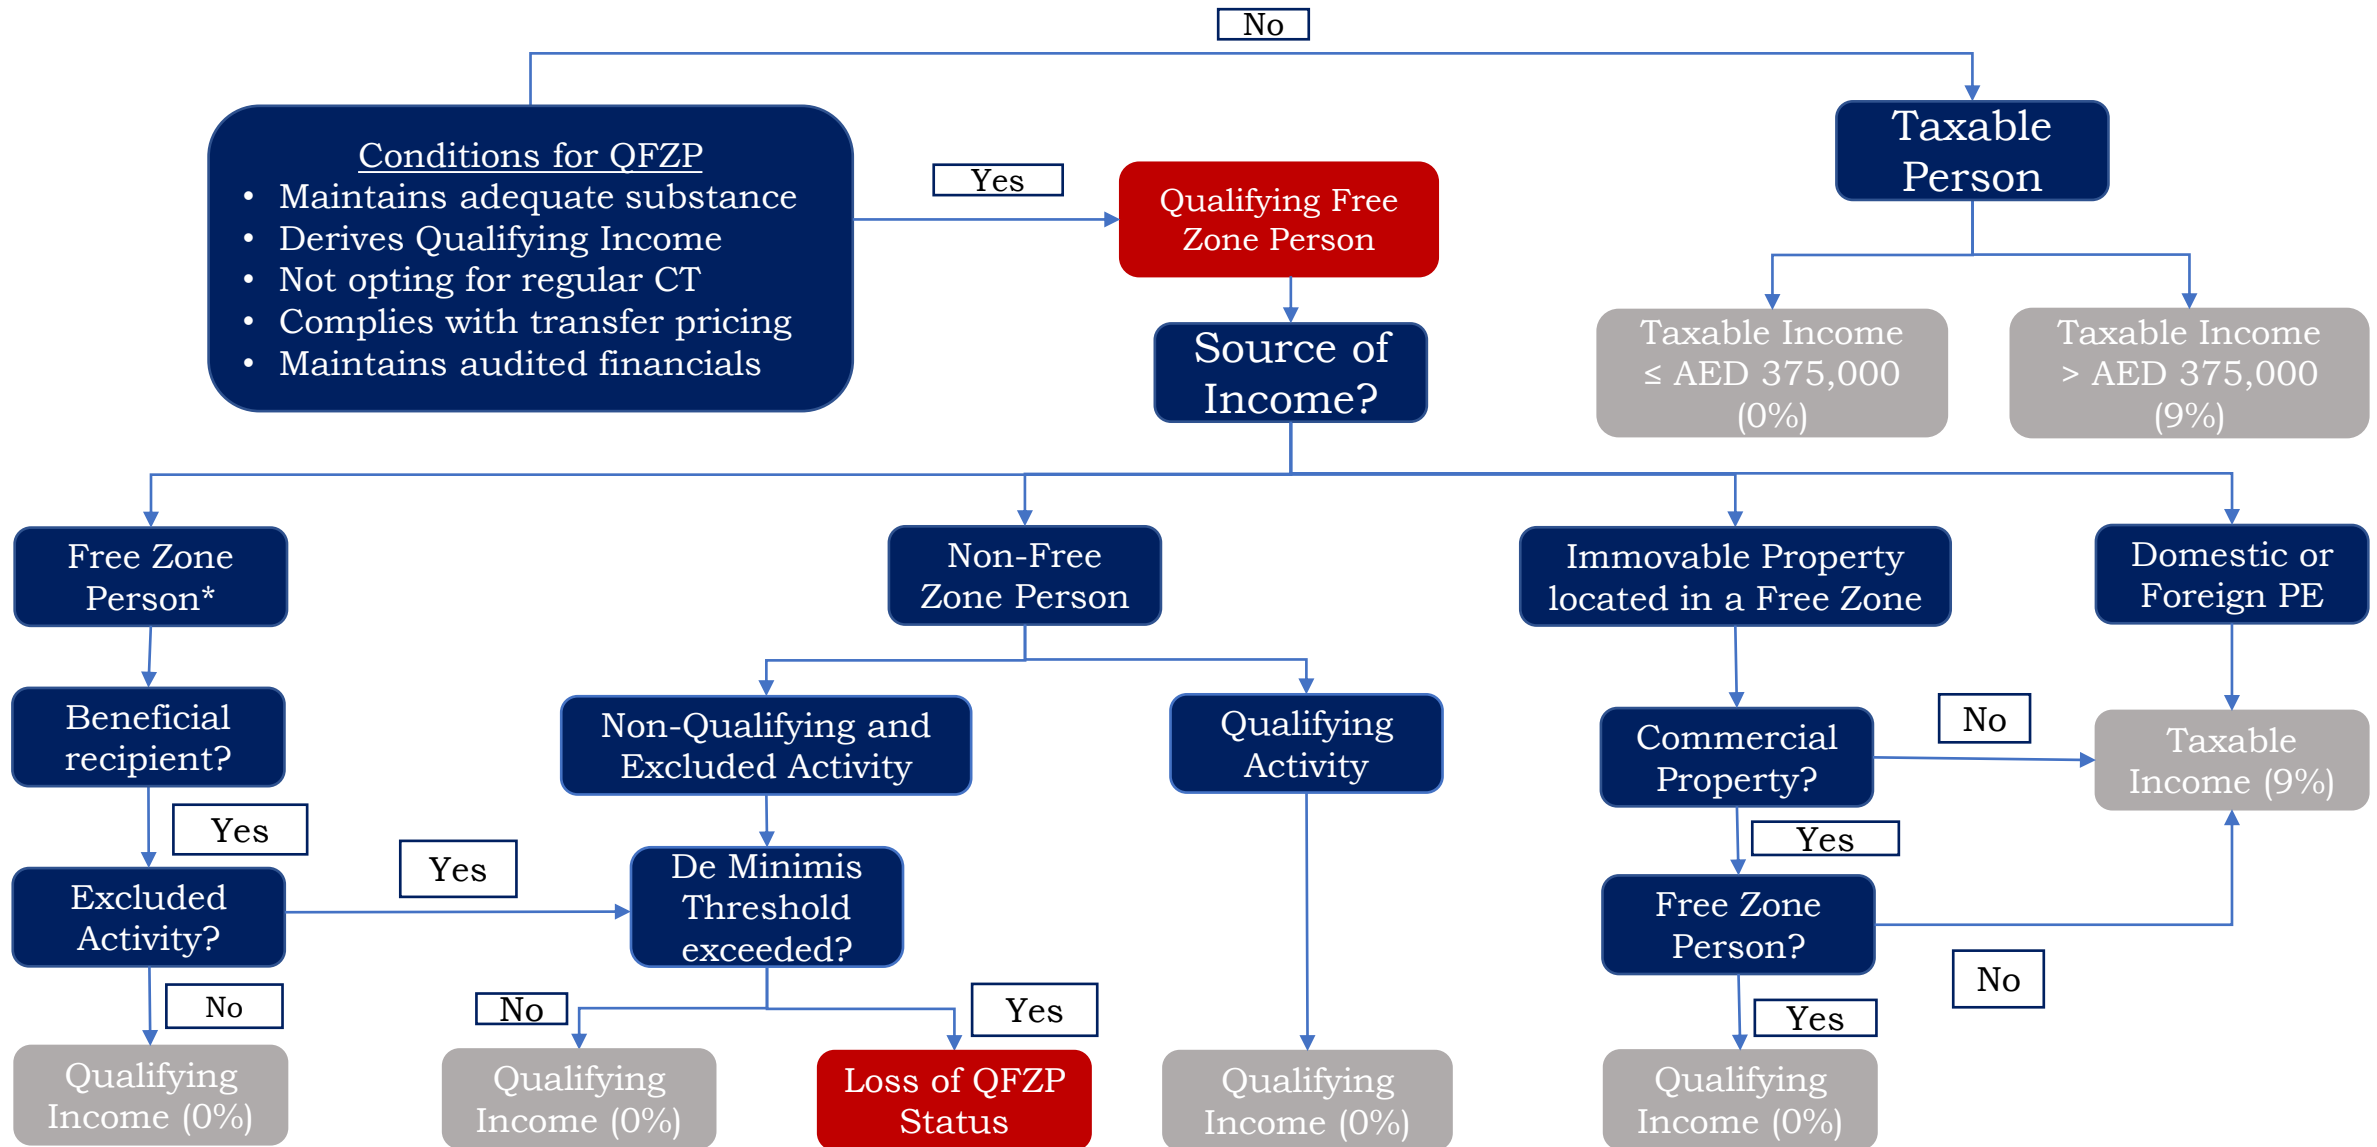 No
Conditions for QFZP
• Maintains adequate substance
• Derives Qualifying Income
• Not opting for regular CT
• Complies with transfer pricing
• Maintains audited financials
Yes
Qualifying Free
Zone Person
Taxable
Person
Source of
Income?
Taxable Income
≤ AED 375,000
(0%)
Taxable Income
> AED 375,000
(9%)
Free Zone
Person*
Non-Free
Zone Person
Immovable Property
located in a Free Zone
Domestic or
Foreign PE
Beneficial
recipient?
Non-Qualifying and
Excluded Activity
Qualifying
Activity
Commercial
Property?
No
Taxable
Income (9%)
Yes
Yes
Yes
Excluded
Activity?
De Minimis
Threshold
exceeded?
Free Zone
Person?
No
No
No
Yes
Yes
Qualifying
Income (0%)
Qualifying
Income (0%)
Loss of QFZP
Status
Qualifying
Income (0%)
Qualifying
Income (0%)